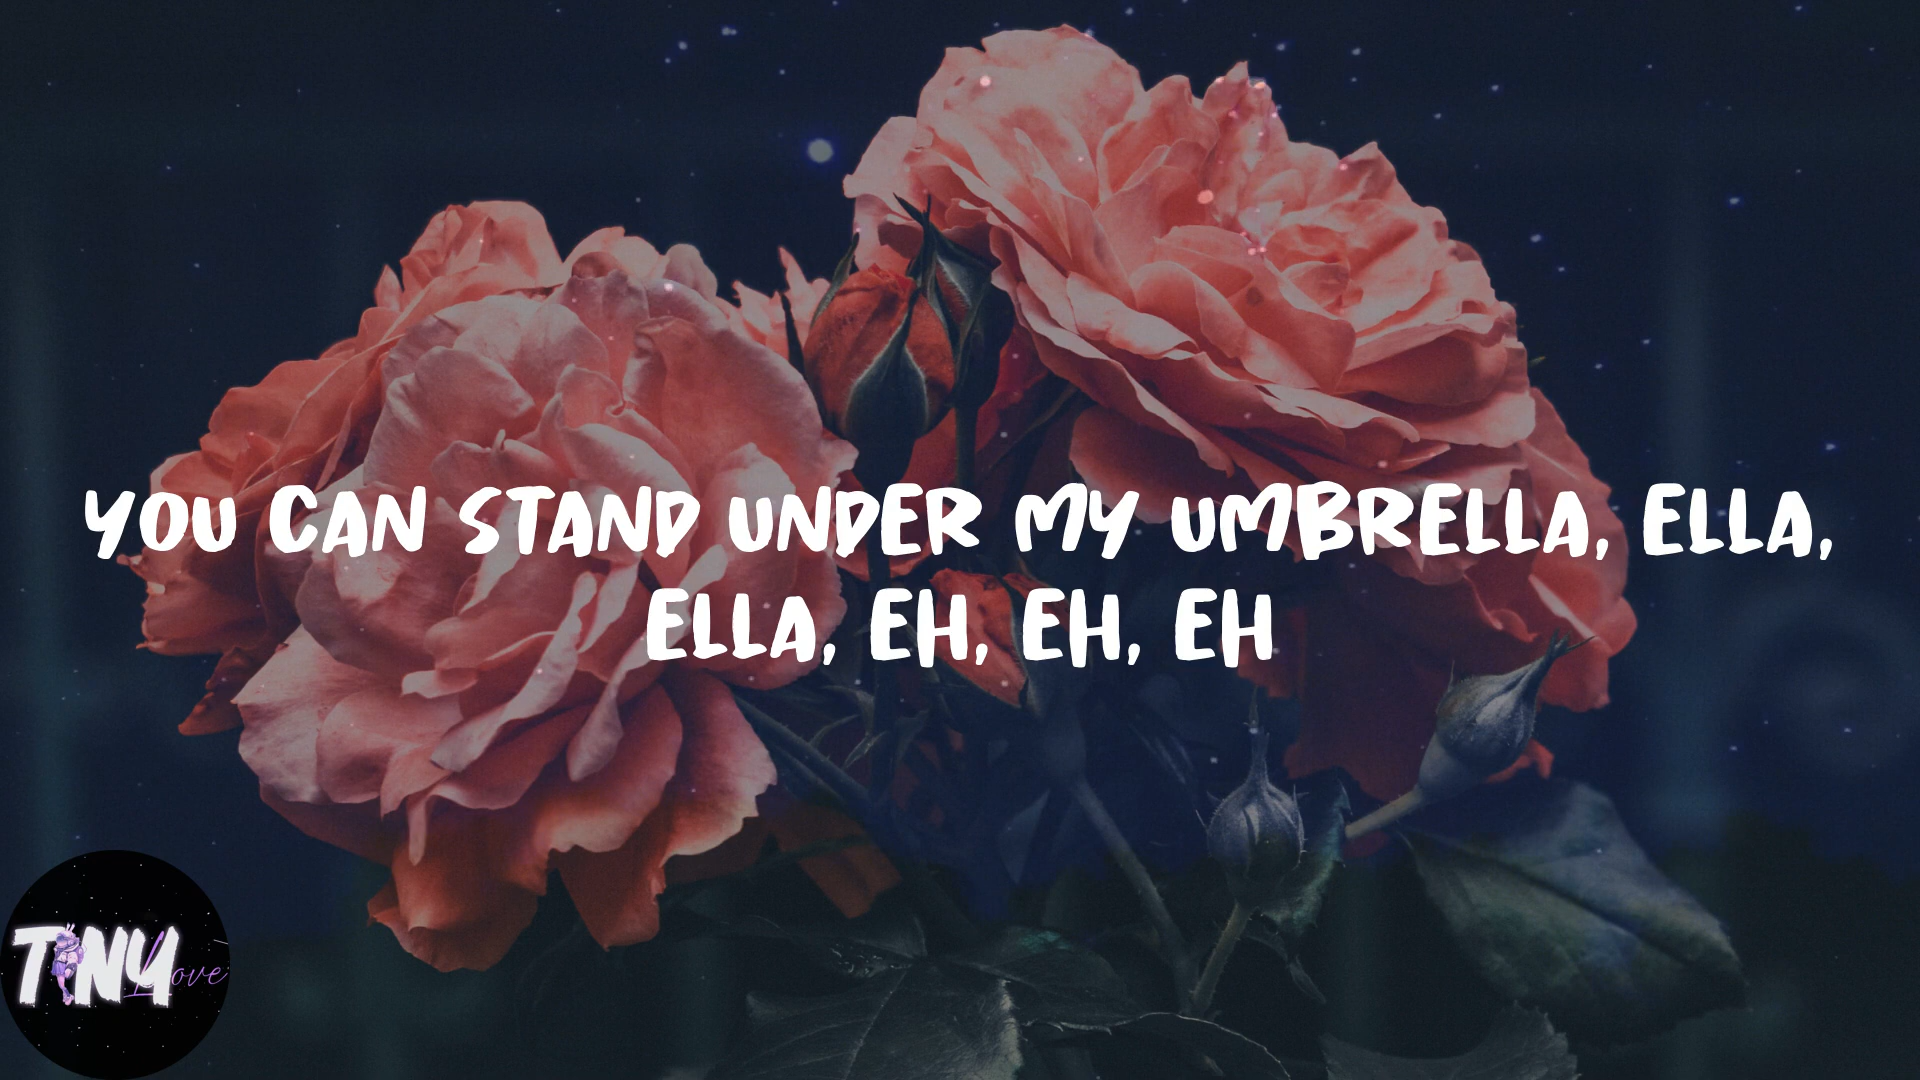 YOU CAN STAND UNDER MY UMBRELLA, ELLA,
ELLA, EH, EH, EH
TINY Love